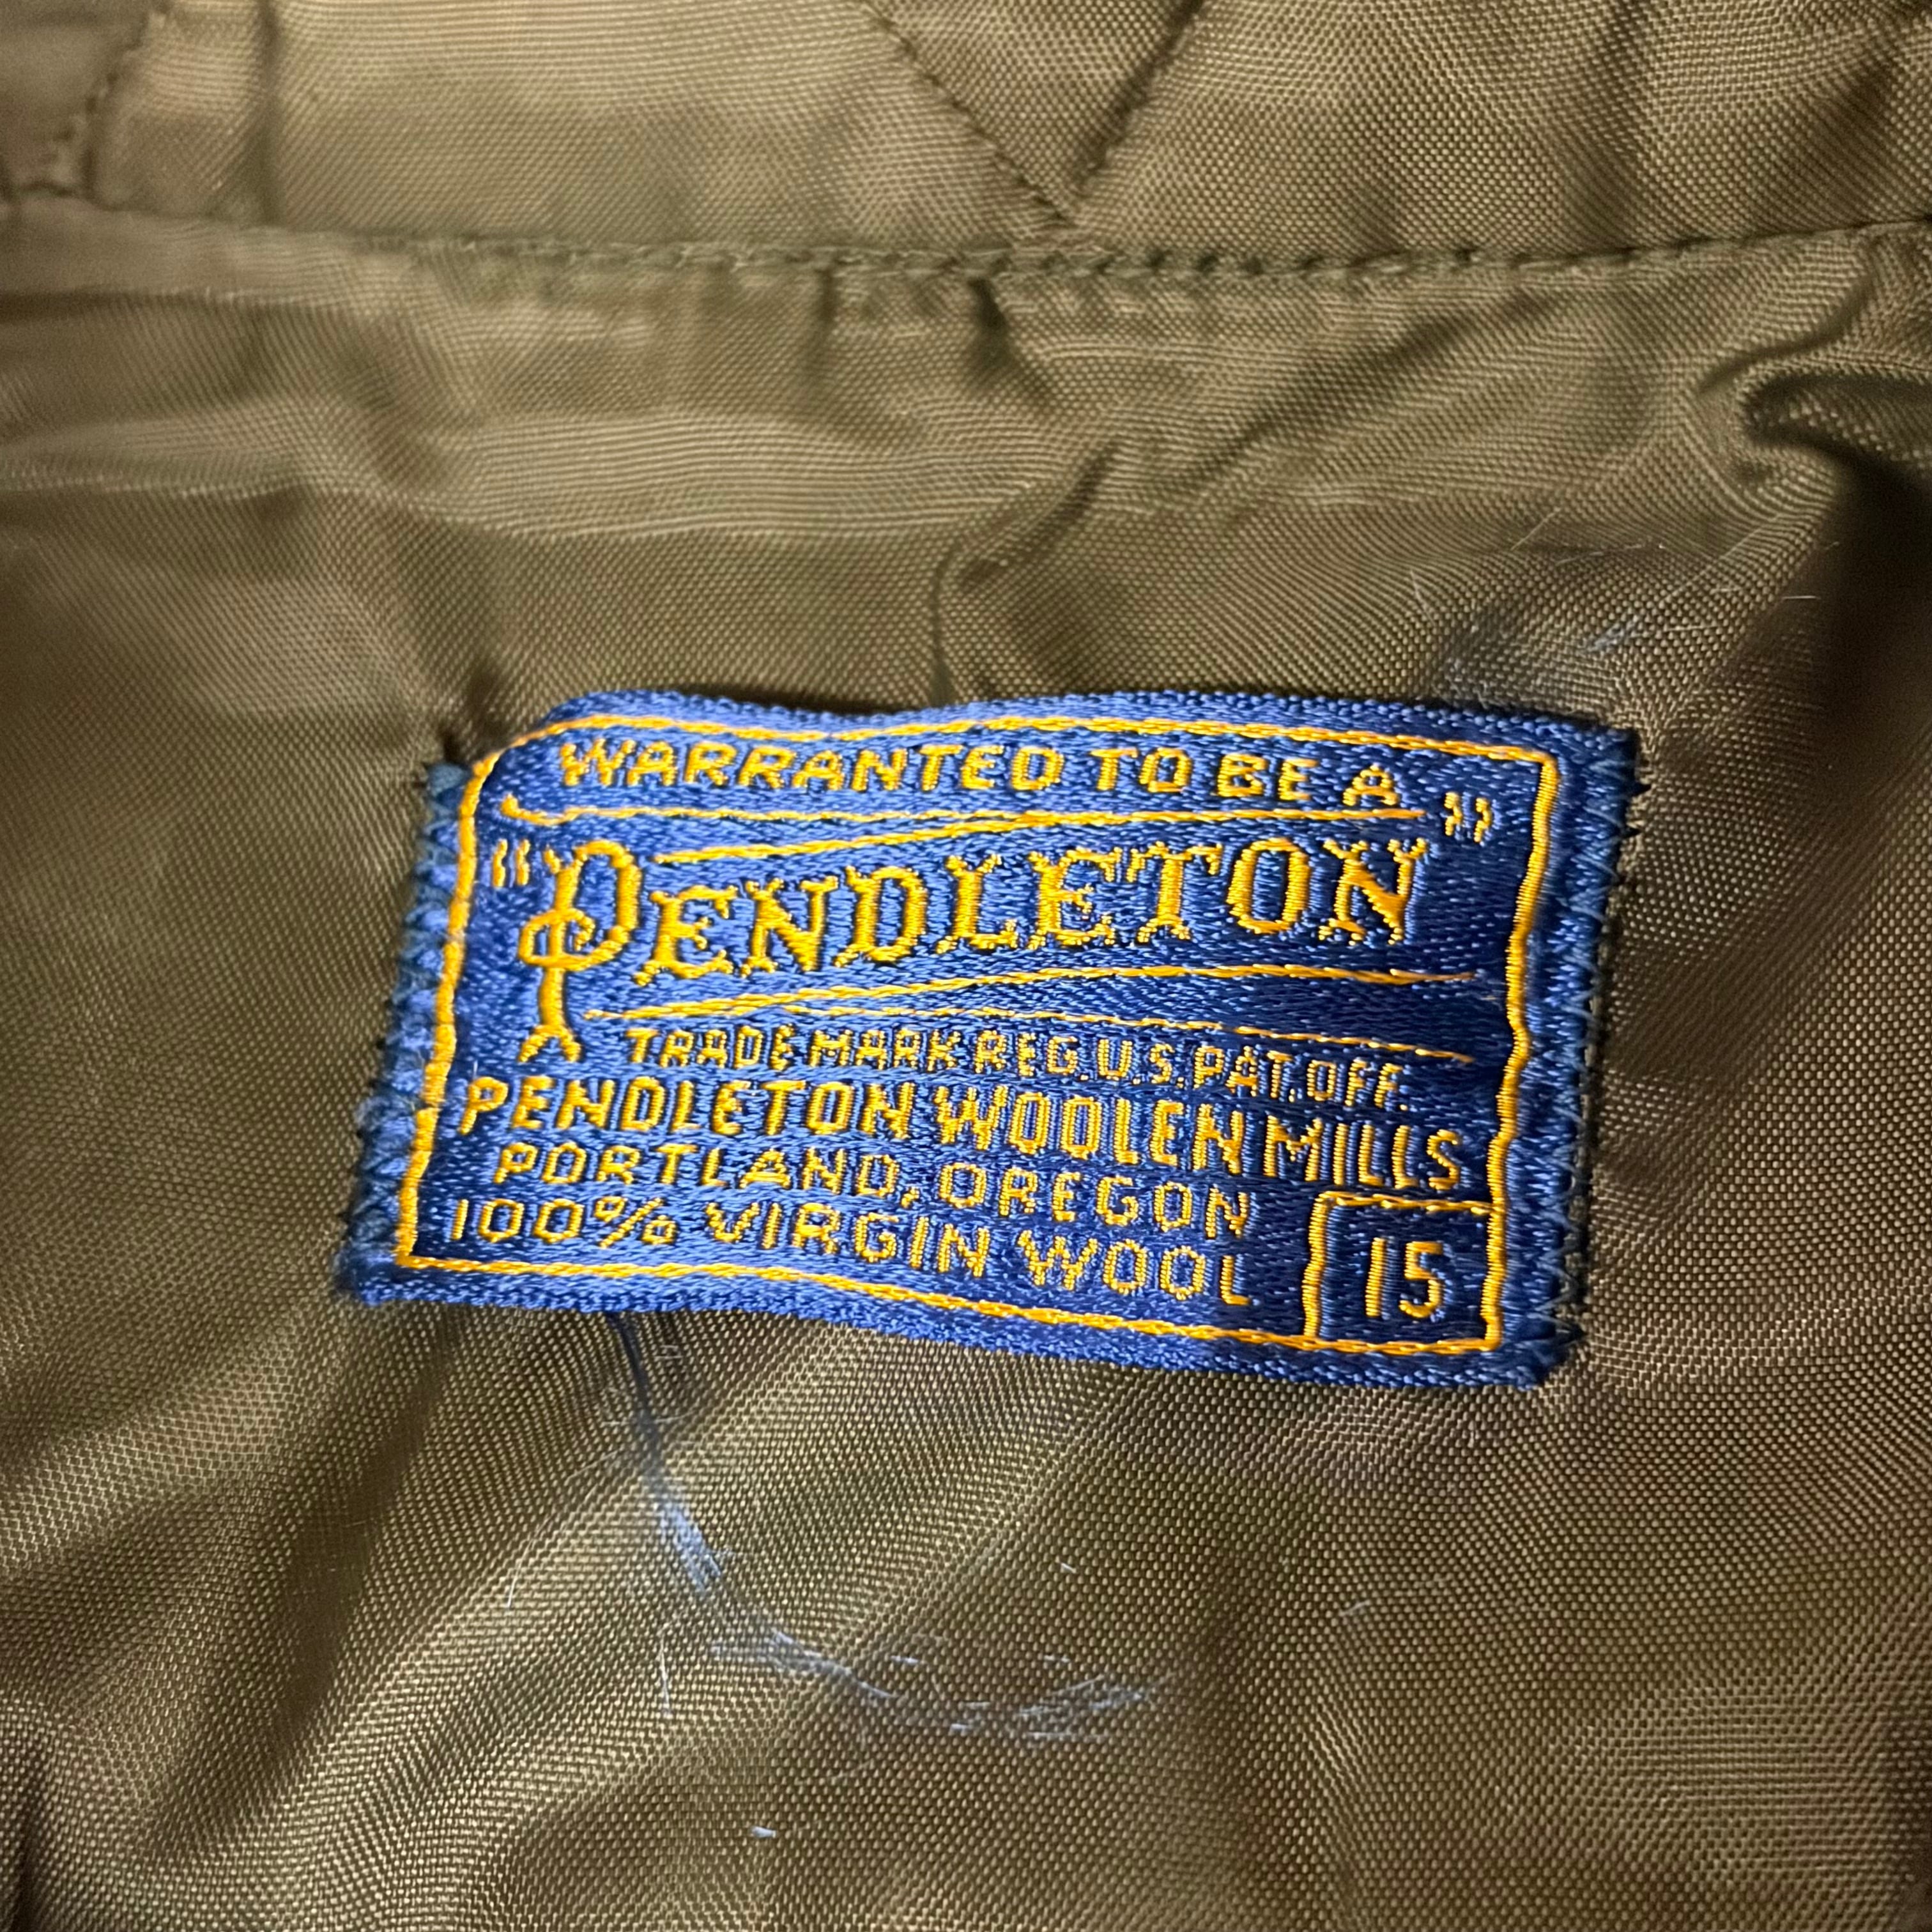 WARRANTED TO BE A
"PENDLETON"
TRADE MARK REG. U.S. PAT. OFF.
PENDLETON WOOLEN MILLS
PORTLAND, OREGON
100% VIRGIN WOOL
15